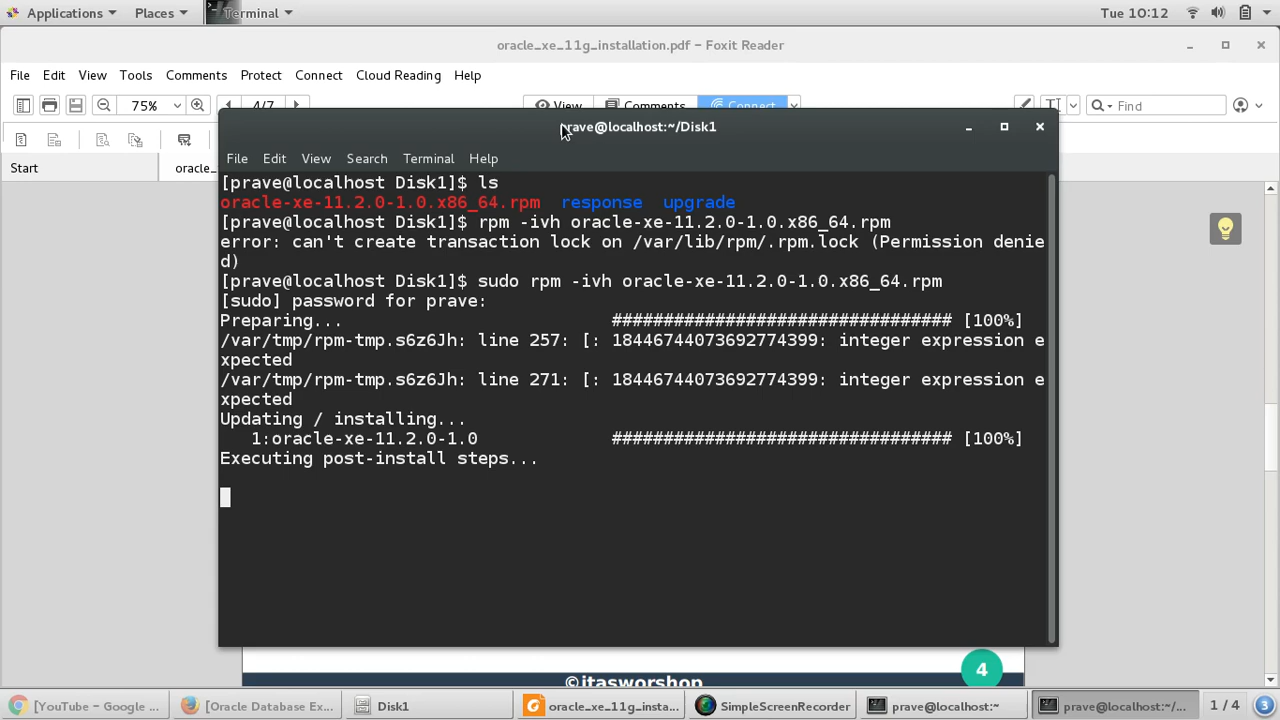 Applications Places Terminal Tue 10:12
oracle_xe_11g_installation.pdf – Foxit Reader
File Edit View Tools Comments Protect Connect Cloud Reading Help
75% 4/7 View Comments Connect Find
Start oracle_
prave@localhost:~/Disk1
File Edit View Search Terminal Help
[prave@localhost Disk1]$ ls
oracle-xe-11.2.0-1.0.x86_64.rpm response upgrade
[prave@localhost Disk1]$ rpm -ivh oracle-xe-11.2.0-1.0.x86_64.rpm
error: can't create transaction lock on /var/lib/rpm/.rpm.lock (Permission denie
d)
[prave@localhost Disk1]$ sudo rpm -ivh oracle-xe-11.2.0-1.0.x86_64.rpm
[sudo] password for prave:
Preparing... ################################# [100%]
/var/tmp/rpm-tmp.s6z6Jh: line 257: [: 18446744073692774399: integer expression e
xpected
/var/tmp/rpm-tmp.s6z6Jh: line 271: [: 18446744073692774399: integer expression e
xpected
Updating / installing...
1:oracle-xe-11.2.0-1.0 ################################# [100%]
Executing post-install steps...
4
©itasworshop
[YouTube – Google ... [Oracle Database Ex... Disk1 oracle_xe_11g_insta... SimpleScreenRecorder prave@localhost:~ prave@localhost:~/... 1 / 4 3